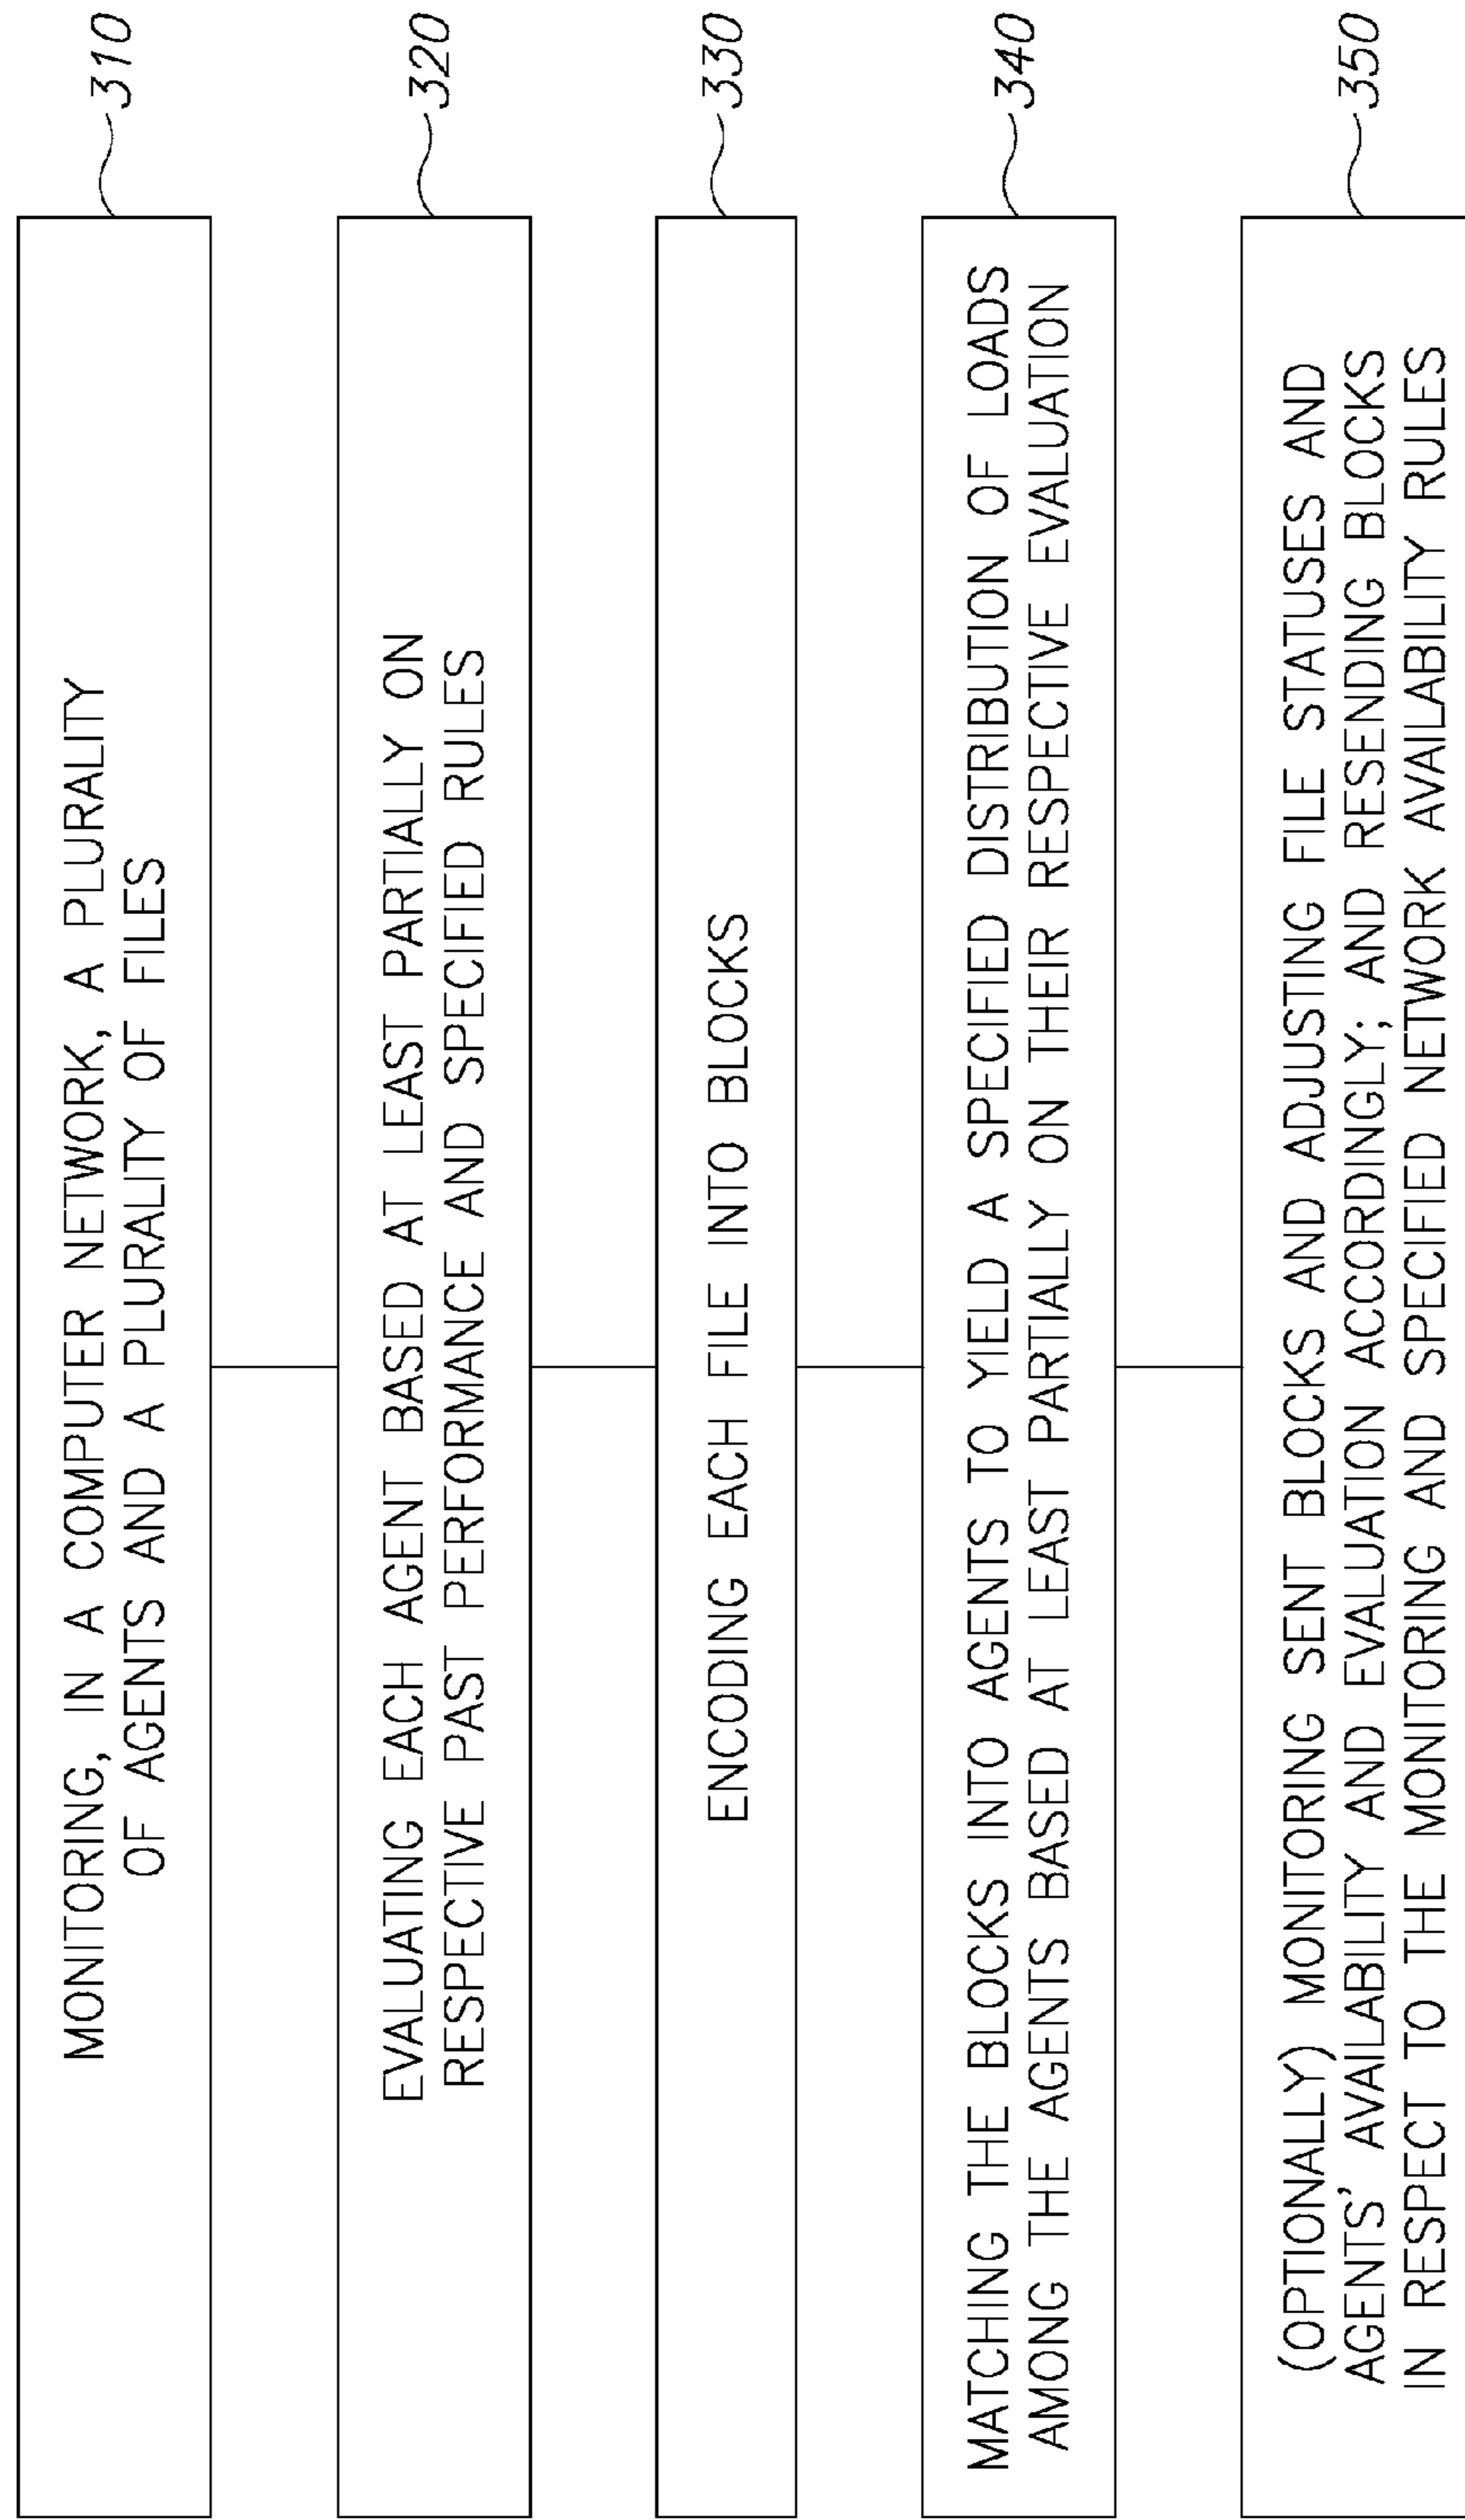 MONITORING, IN A COMPUTER NETWORK, A PLURALITY
OF AGENTS AND A PLURALITY OF FILES
310
EVALUATING EACH AGENT BASED AT LEAST PARTIALLY ON
RESPECTIVE PAST PERFORMANCE AND SPECIFIED RULES
320
ENCODING EACH FILE INTO BLOCKS
330
MATCHING THE BLOCKS INTO AGENTS TO YIELD A SPECIFIED DISTRIBUTION OF LOADS
AMONG THE AGENTS BASED AT LEAST PARTIALLY ON THEIR RESPECTIVE EVALUATION
340
(OPTIONALLY) MONITORING SENT BLOCKS AND ADJUSTING FILE STATUSES AND
AGENTS' AVAILABILITY AND EVALUATION ACCORDINGLY; AND RESENDING BLOCKS
IN RESPECT TO THE MONITORING AND SPECIFIED NETWORK AVAILABILITY RULES
350